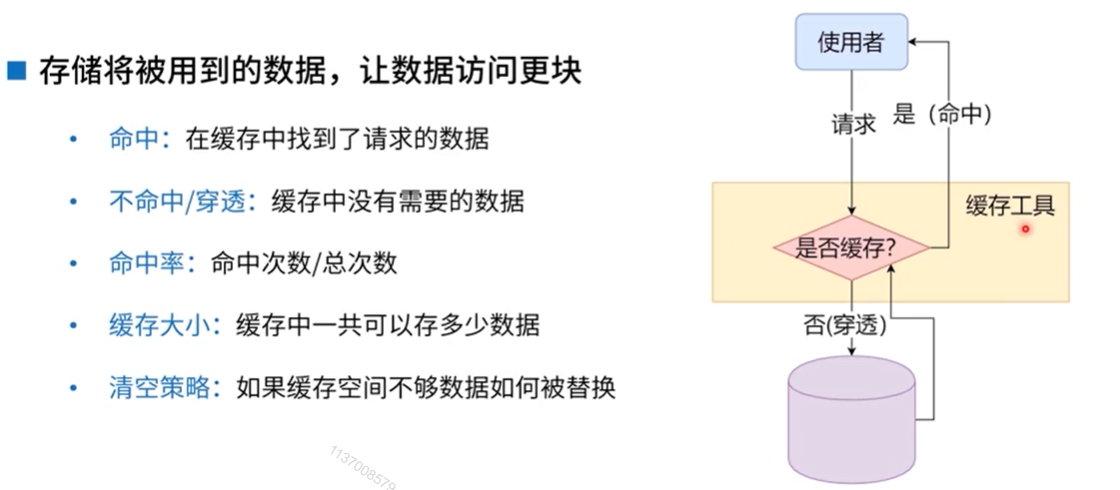 存储将被用到的数据，让数据访问更块
命中：在缓存中找到了请求的数据
不命中/穿透：缓存中没有需要的数据
命中率：命中次数/总次数
缓存大小：缓存中一共可以存多少数据
清空策略：如果缓存空间不够数据如何被替换
使用者
请求
是（命中）
缓存工具
是否缓存？
否(穿透)
1137008579